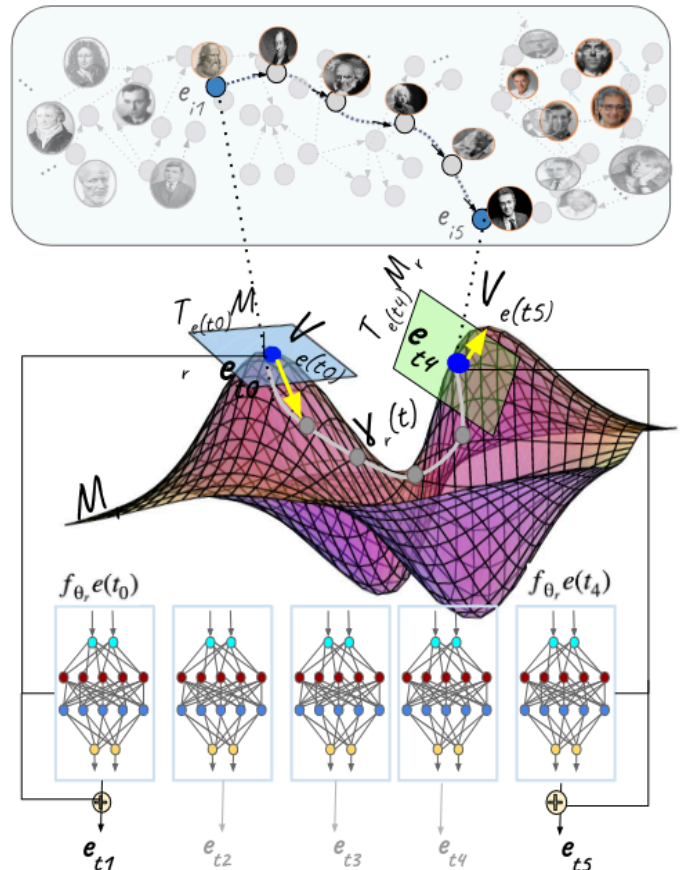 e_{i1}
e_{i5}
T_{e(t0)} M_r
V_{e(t0)}
e_{t0}
T_{e(t4)} M_r
V_{e(t5)}
e_{t4}
γ_r(t)
M_r
f_{θ_r} e(t_0)
f_{θ_r} e(t_4)
+
+
e_{t1}
e_{t2}
e_{t3}
e_{t4}
e_{t5}